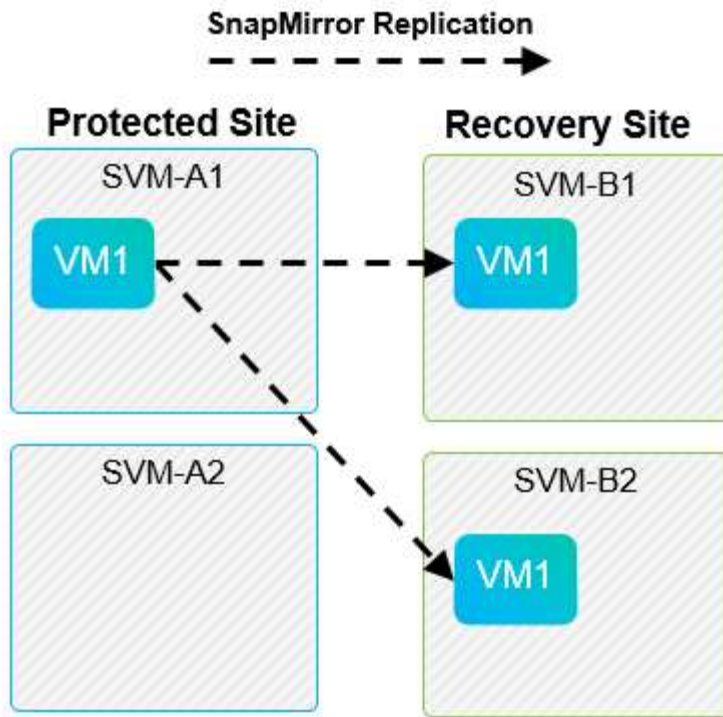 SnapMirror Replication
Protected Site
Recovery Site
SVM-A1
SVM-B1
VM1
VM1
SVM-A2
SVM-B2
VM1